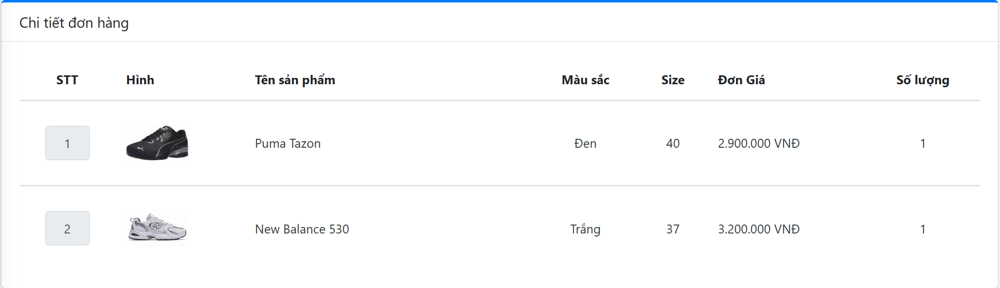 Chi tiết đơn hàng
STT Hình Tên sản phẩm Màu sắc Size Đơn Giá Số lượng
1 Puma Tazon Đen 40 2.900.000 VNĐ 1
2 New Balance 530 Trắng 37 3.200.000 VNĐ 1